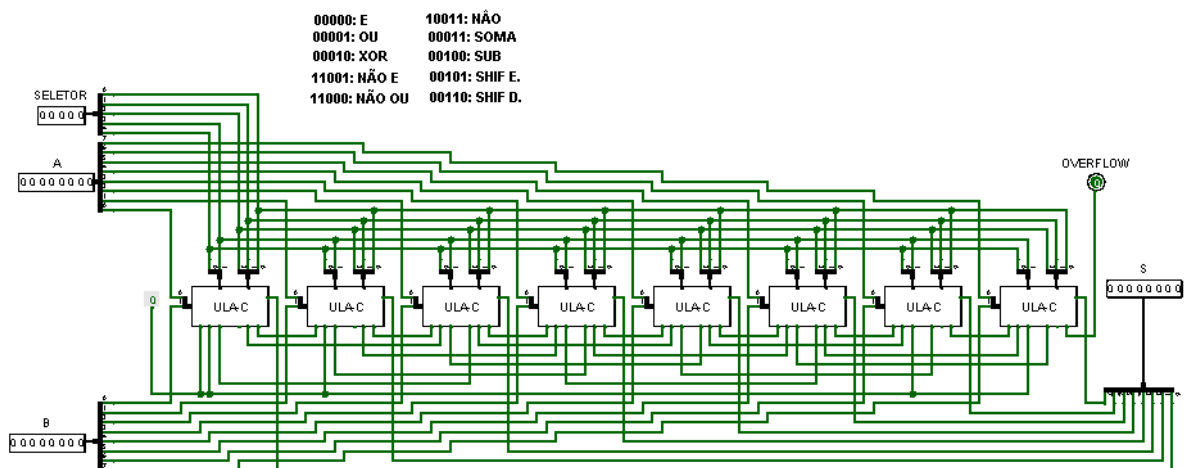 00000: E 10011: NÂO
00001: OU 00011: SOMA
00010: XOR 00100: SUB
11001: NÃO E 00101: SHIF E.
11000: NÃO OU 00110: SHIF D.
SELETOR
00000
A
00000000
OVERFLOW
0
S
00000000
0
ULA-C ULA-C ULA-C ULA-C ULA-C ULA-C ULA-C ULA-C
B
00000000